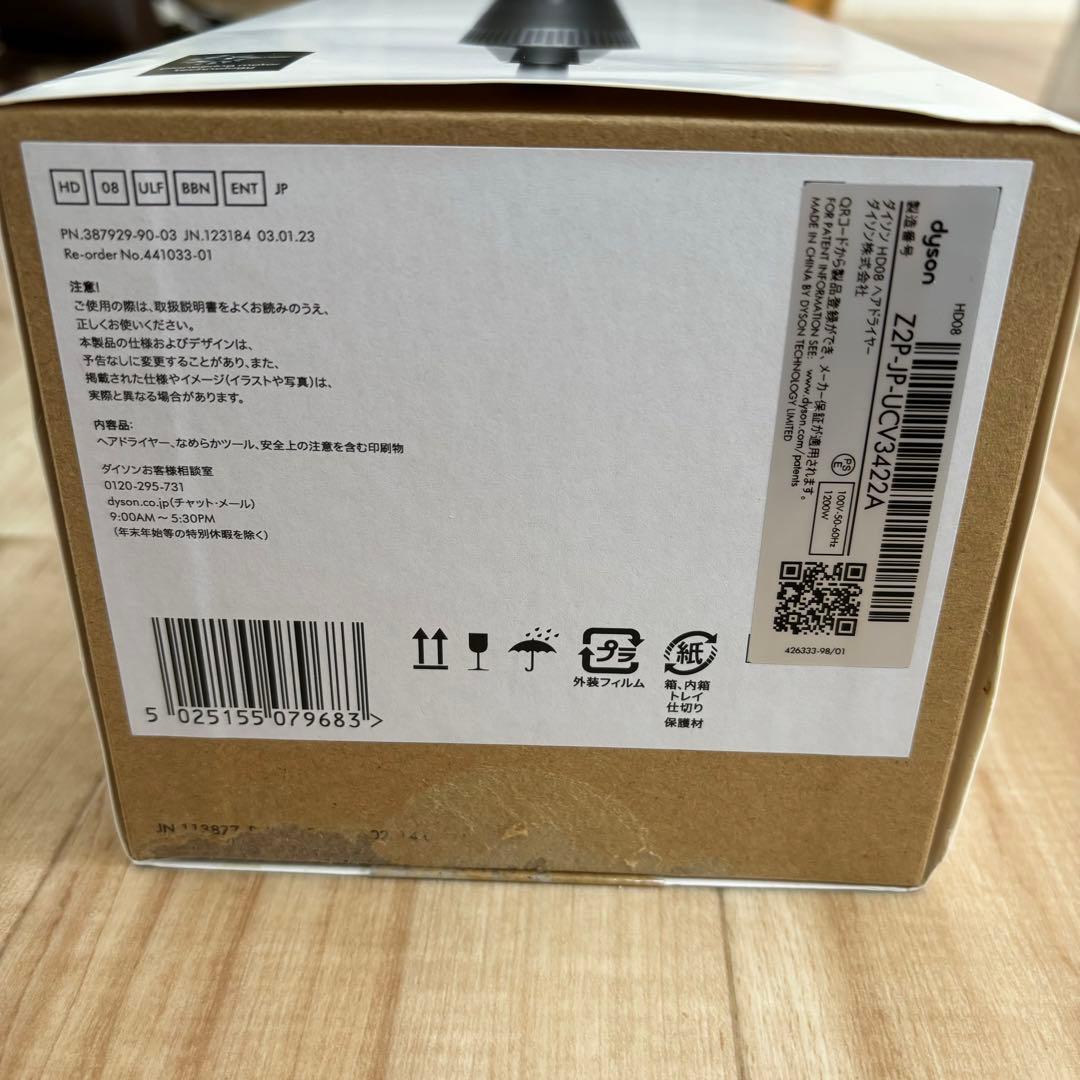 HD 08 ULF BBN ENT JP
PN.387929-90-03 JN.123184 03.01.23
Re-order No.441033-01
注意!
ご使用の際は、取扱説明書をよくお読みのうえ、
正しくお使いください。
本製品の仕様およびデザインは、
予告なしに変更することがあり、また、
掲載された仕様やイメージ(イラストや写真)は、
実際と異なる場合があります。
内容品:
ヘアドライヤー、なめらかツール、安全上の注意を含む印刷物
ダイソンお客様相談室
0120-295-731
dyson.co.jp(チャット・メール)
9:00AM～5:30PM
(年末年始等の特別休暇を除く)
5 025155 079683 >
プラ
外装フィルム
紙
箱、内箱
トレイ
仕切り
保護材
dyson
HD08
製造番号
Z2P-JP-UCV3422A
ダイソン HD08 ヘアドライヤー
ダイソン株式会社
PS E
100V-50-60Hz
1200W
QRコードから製品登録ができ、メーカー保証が適用されます。
FOR PATENT INFORMATION SEE: www.dyson.com/patents
MADE IN CHINA BY DYSON TECHNOLOGY LIMITED
426333-98/01
JN 113877